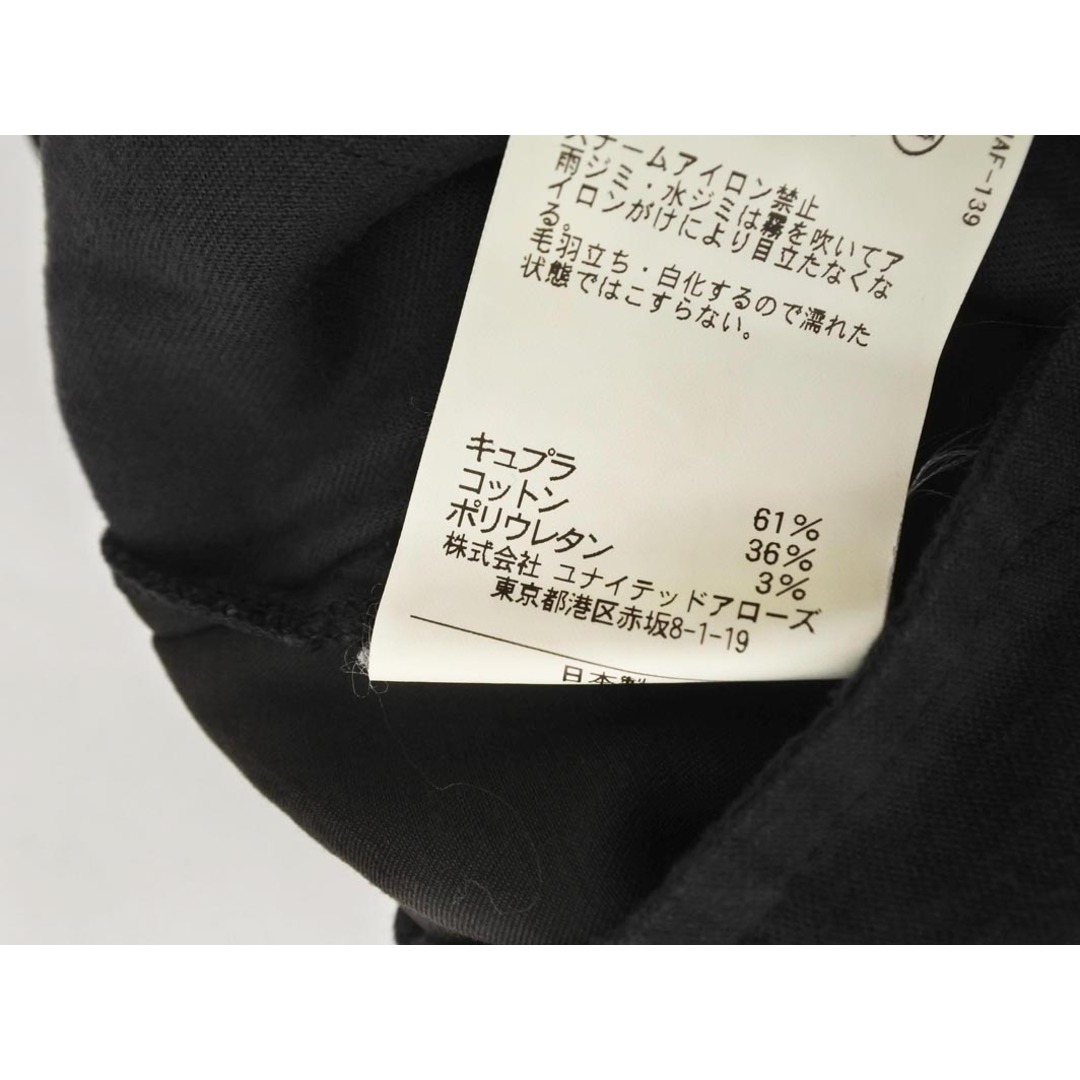 AF-139
スチームアイロン禁止
雨ジミ・水ジミは霧を吹いてア
イロンがけにより目立たなくな
る。
毛羽立ち・白化するので濡れた
状態ではこすらない。
キュプラ 61%
コットン 36%
ポリウレタン 3%
株式会社 ユナイテッドアローズ
東京都港区赤坂8-1-19
日本製